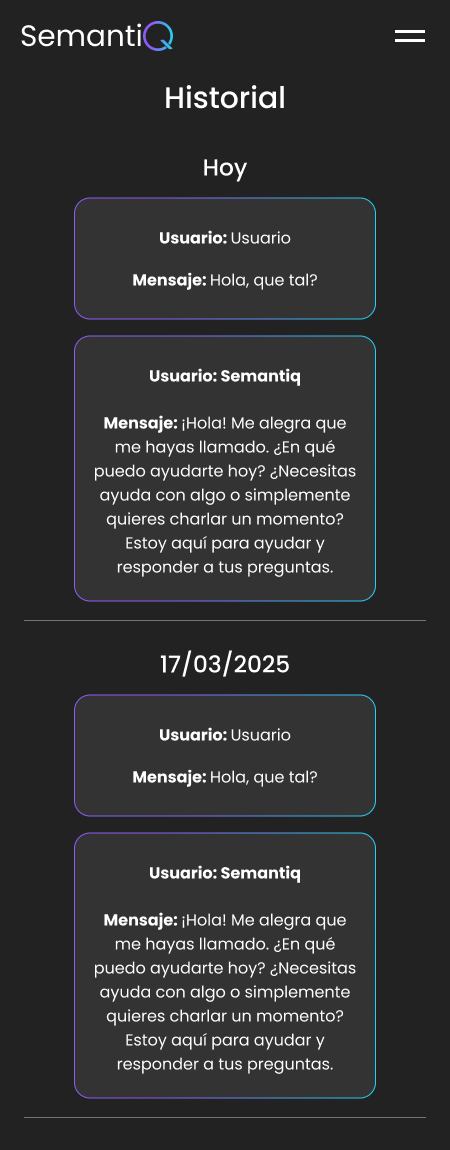 SemantiQ
Historial
Hoy
Usuario: Usuario
Mensaje: Hola, que tal?
Usuario: Semantiq
Mensaje: ¡Hola! Me alegra que
me hayas llamado. ¿En qué
puedo ayudarte hoy? ¿Necesitas
ayuda con algo o simplemente
quieres charlar un momento?
Estoy aquí para ayudar y
responder a tus preguntas.
17/03/2025
Usuario: Usuario
Mensaje: Hola, que tal?
Usuario: Semantiq
Mensaje: ¡Hola! Me alegra que
me hayas llamado. ¿En qué
puedo ayudarte hoy? ¿Necesitas
ayuda con algo o simplemente
quieres charlar un momento?
Estoy aquí para ayudar y
responder a tus preguntas.